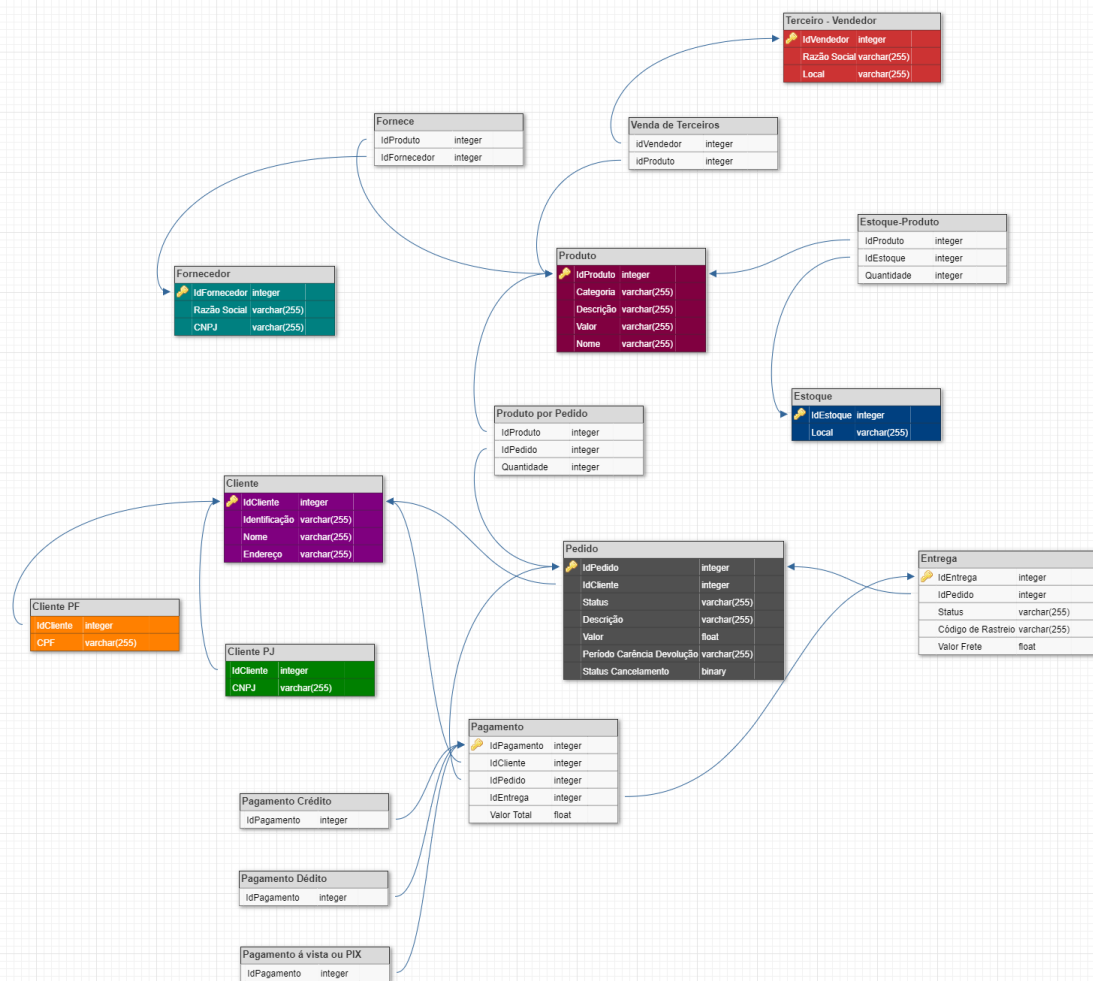 Terceiro - Vendedor
IdVendedor integer
Razão Social varchar(255)
Local varchar(255)
Fornece
IdProduto integer
IdFornecedor integer
Venda de Terceiros
idVendedor integer
idProduto integer
Estoque-Produto
IdProduto integer
IdEstoque integer
Quantidade integer
Produto
IdProduto integer
Categoria varchar(255)
Descrição varchar(255)
Valor varchar(255)
Nome varchar(255)
Fornecedor
IdFornecedor integer
Razão Social varchar(255)
CNPJ varchar(255)
Estoque
IdEstoque integer
Local varchar(255)
Produto por Pedido
IdProduto integer
IdPedido integer
Quantidade integer
Cliente
IdCliente integer
Identificação varchar(255)
Nome varchar(255)
Endereço varchar(255)
Pedido
IdPedido integer
IdCliente integer
Status varchar(255)
Descrição varchar(255)
Valor float
Período Carência Devolução varchar(255)
Status Cancelamento binary
Entrega
IdEntrega integer
IdPedido integer
Status varchar(255)
Código de Rastreio varchar(255)
Valor Frete float
Cliente PF
IdCliente integer
CPF varchar(255)
Cliente PJ
IdCliente integer
CNPJ varchar(255)
Pagamento
IdPagamento integer
IdCliente integer
IdPedido integer
IdEntrega integer
Valor Total float
Pagamento Crédito
IdPagamento integer
Pagamento Dédito
IdPagamento integer
Pagamento á vista ou PIX
IdPagamento integer